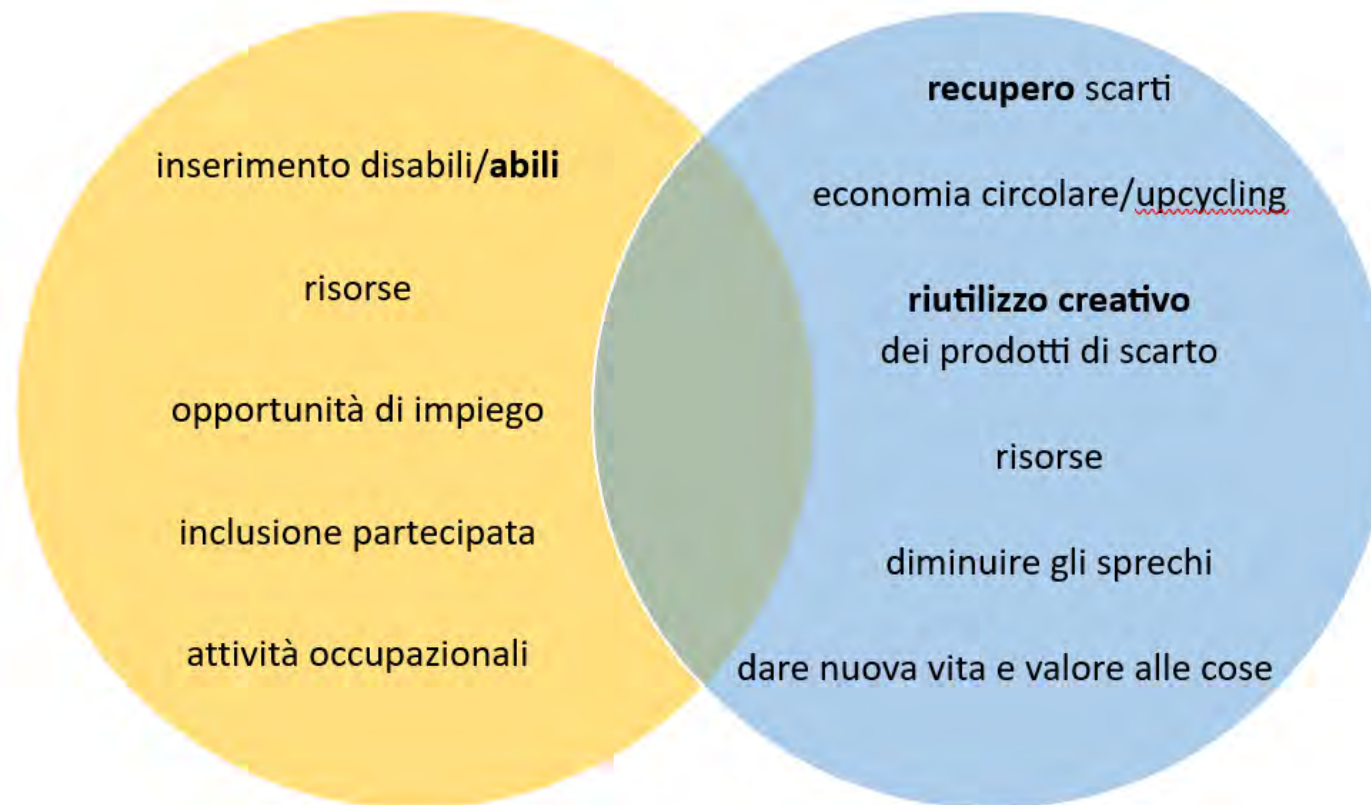 inserimento disabili/abili
risorse
opportunità di impiego
inclusione partecipata
attività occupazionali
recupero scarti
economia circolare/upcycling
riutilizzo creativo
dei prodotti di scarto
risorse
diminuire gli sprechi
dare nuova vita e valore alle cose